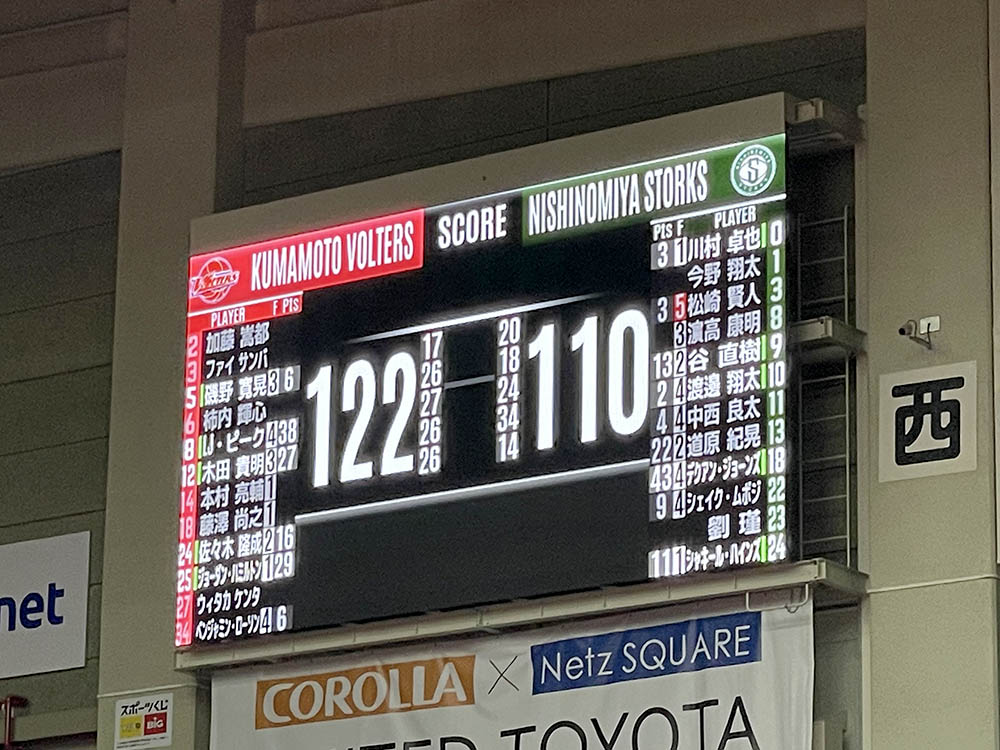 KUMAMOTO VOLTERS
SCORE
NISHINOMIYA STORKS
PLAYER F Pts
2 加藤 嵩都
3 ファイ サンバ
5 磯野 寛晃 3 6
6 柿内 輝心
8 LJ・ピーク 4 38
12 木田 貴明 3 27
14 本村 亮輔 1
18 藤澤 尚之 1
24 佐々木 隆成 2 16
25 ジョーダン・ハミルトン 1 29
27 ウィタカ ケンタ
34 ベンジャミン・ローソン 4 6
122
17 20
26 18
27 24
26 34
26 14
110
Pts F PLAYER
3 1 川村 卓也 0
今野 翔太 1
3 5 松崎 賢人 3
3 濵高 康明 8
13 2 谷 直樹 9
2 4 渡邊 翔太 10
4 4 中西 良太 11
22 2 道原 紀晃 13
43 4 デクアン・ジョーンズ 18
9 4 シェイク・ムボジ 22
劉 瑾 23
11 1 シャキール・ハインズ 24
西
net
COROLLA × Netz SQUARE
TOYOTA
スポーツくじ
BIG